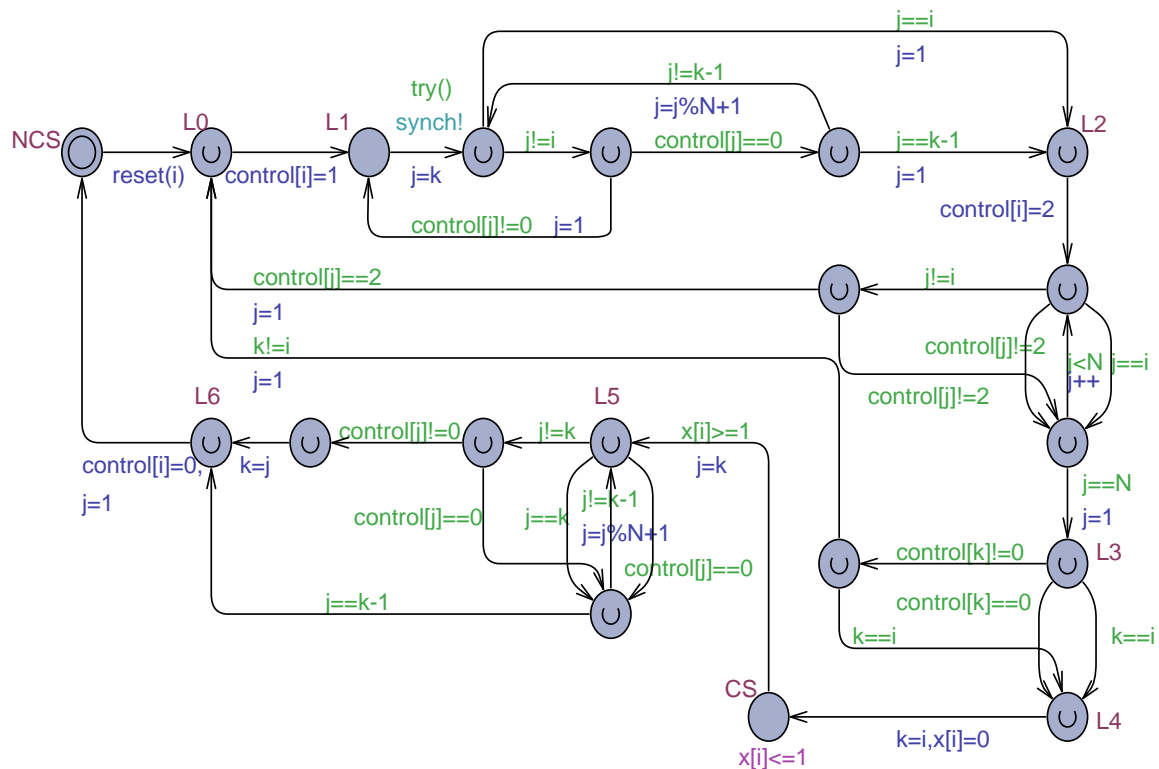 j==i
j=1
j!=k-1
j=j%N+1
try()
synch!
NCS
L0
L1
L2
j!=i
control[j]==0
j==k-1
reset(i)
control[i]=1
j=k
j=1
control[j]!=0
j=1
control[i]=2
control[j]==2
j=1
j!=i
k!=i
j=1
control[j]!=2
j<N
j==i
j++
control[j]!=2
L6
L5
control[j]!=0
j!=k
x[i]>=1
j=k
control[i]=0,
j=1
k=j
j!=k-1
j=j%N+1
j==N
j=1
control[j]==0
j==k
control[j]==0
control[k]!=0
L3
control[k]==0
j==k-1
k==i
k==i
CS
L4
x[i]<=1
k=i,x[i]=0